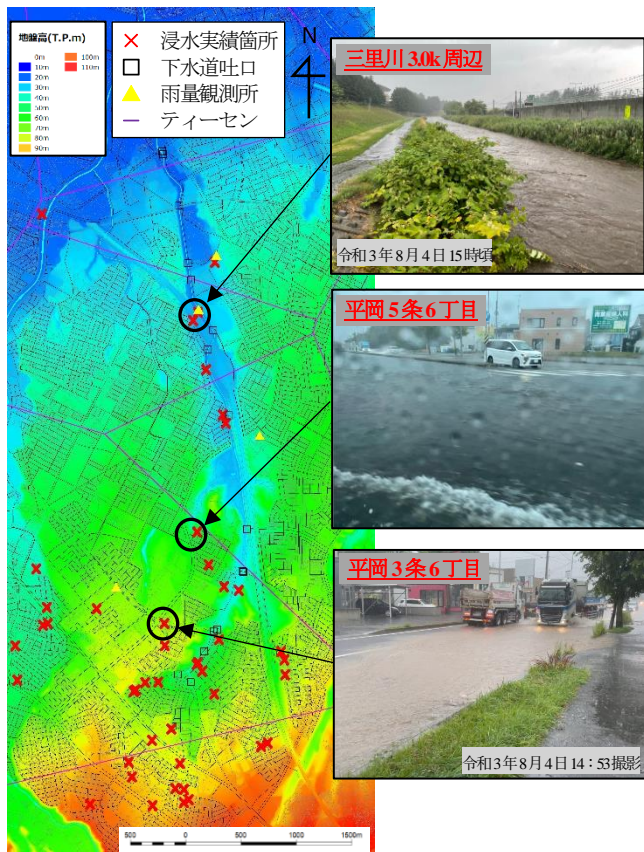 地盤高(T.P.m)
0m
10m
20m
30m
40m
50m
60m
70m
80m
90m
100m
110m
浸水実績箇所
下水道吐口
雨量観測所
ティーセン
N
三里川 3.0k 周辺
令和3年8月4日15時頃
平岡5条6丁目
平岡3条6丁目
令和3年8月4日14：53撮影
500 0 500 1000 1500m